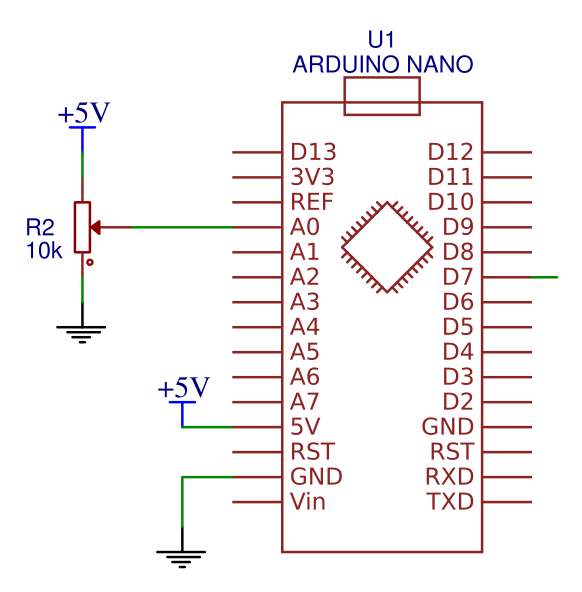 U1
ARDUINO NANO
+5V
R2
10k
+5V
D13
3V3
REF
A0
A1
A2
A3
A4
A5
A6
A7
5V
RST
GND
Vin
D12
D11
D10
D9
D8
D7
D6
D5
D4
D3
D2
GND
RST
RXD
TXD